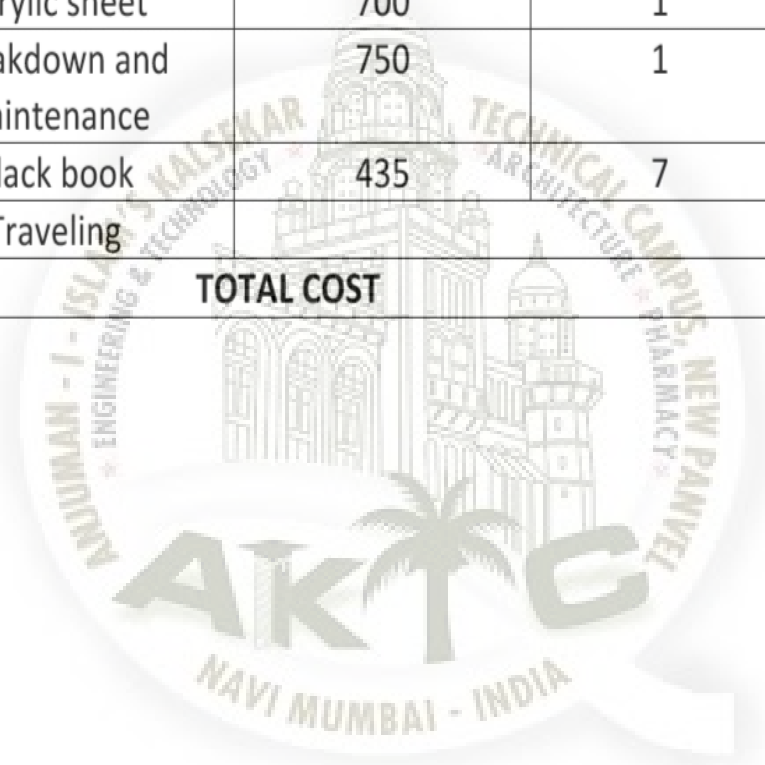 rylic sheet 700 1
akdown and 750 1
intenance
lack book 435 7
Traveling
TOTAL COST
ANJUMAN - I - ISLAM'S KALSEKAR TECHNICAL CAMPUS, NEW PANVEL
ENGINEERING & TECHNOLOGY * ARCHITECTURE * PHARMACY *
AKTC
NAVI MUMBAI - INDIA